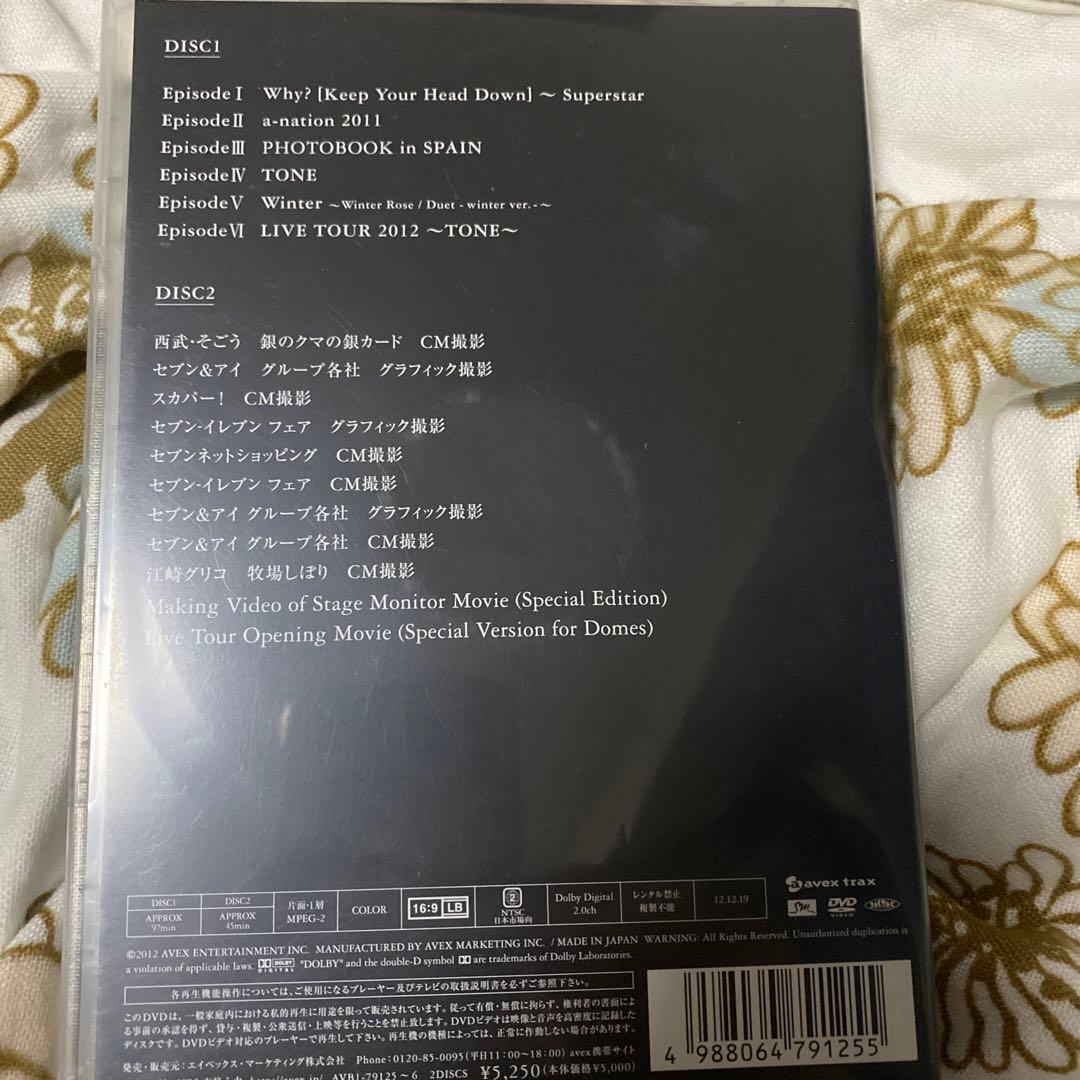 DISC1
Episode Ⅰ Why? [Keep Your Head Down] ～ Superstar
Episode Ⅱ a-nation 2011
Episode Ⅲ PHOTOBOOK in SPAIN
Episode Ⅳ TONE
Episode Ⅴ Winter ～Winter Rose / Duet - winter ver.-～
Episode Ⅵ LIVE TOUR 2012 ～TONE～
DISC2
西武・そごう 銀のクマの銀カード CM撮影
セブン&アイ グループ各社 グラフィック撮影
スカパー! CM撮影
セブン-イレブン フェア グラフィック撮影
セブンネットショッピング CM撮影
セブン-イレブン フェア CM撮影
セブン&アイ グループ各社 グラフィック撮影
セブン&アイ グループ各社 CM撮影
江崎グリコ 牧場しぼり CM撮影
Making Video of Stage Monitor Movie (Special Edition)
Live Tour Opening Movie (Special Version for Domes)
avex trax
DISC1 APPROX 97min
DISC2 APPROX 45min
片面・1層 MPEG-2
COLOR
16:9 LB
2 NTSC 日本市場向
Dolby Digital 2.0ch
レンタル禁止 複製不能
12.12.19
DVD VIDEO
©2012 AVEX ENTERTAINMENT INC. MANUFACTURED BY AVEX MARKETING INC. / MADE IN JAPAN WARNING: All Rights Reserved. Unauthorized duplication is
a violation of applicable laws. DOLBY DIGITAL "DOLBY" and the double-D symbol are trademarks of Dolby Laboratories.
各再生機能操作については、ご使用になるプレーヤー及びテレビの取扱説明書を必ずご参照下さい。
このDVDは、一般家庭内における私的再生に用途を限って販売されています。従って有償・無償に拘らず、権利者の書面によ
る事前の承認を得ず、貸与・複製・公衆送信・上映等を行うことを禁止致します。DVDビデオは映像と音声を高密度に記録した
ディスクです。DVDビデオ対応のプレーヤーで再生して下さい。再生機の機種によっては、正常に作動しない場合があります。
発売・販売元:エイベックス・マーケティング株式会社 Phone:0120-85-0095(平日11:00〜18:00) avex携帯サイト
AVB1-79125〜6 2DISCS ¥5,250(本体価格¥5,000)
4 988064 791255